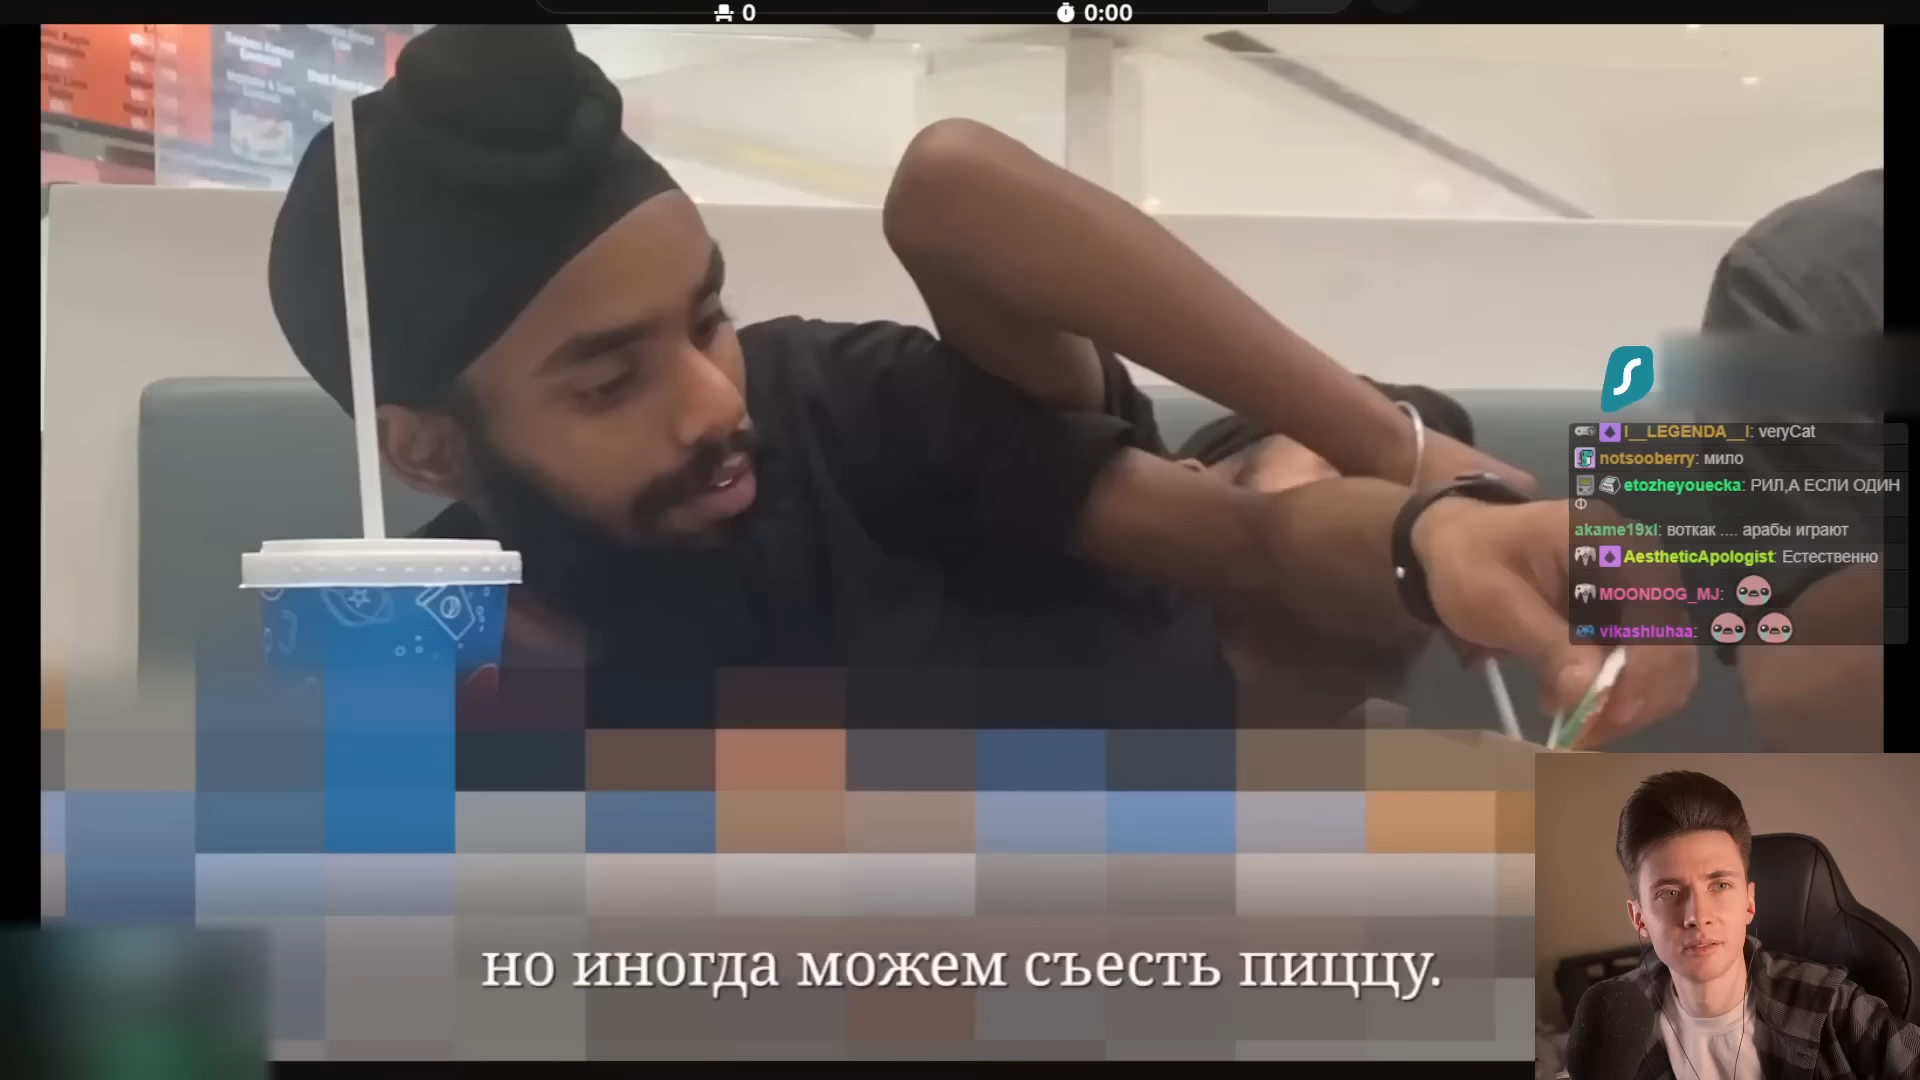 0
0:00
I__LEGENDA__I: veryCat
notsooberry: мило
etozheyouecka: РИЛ,А ЕСЛИ ОДИН
Ф
akame19xl: воткак .... арабы играют
AestheticApologist: Естественно
MOONDOG_MJ:
vikashluhaa:
но иногда можем съесть пиццу.